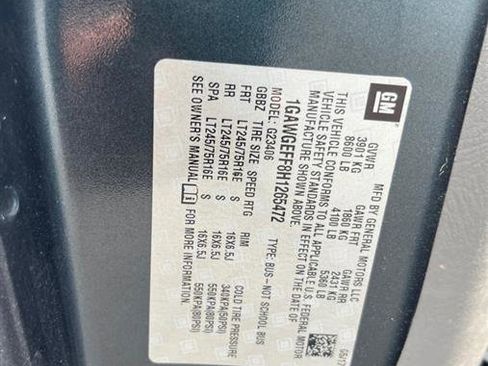 GM
MFD BY GENERAL MOTORS LLC
GVWR GAWR FRT GAWR RR
3901 KG 1860 KG 2431 KG
8600 LB 4100 LB 5360 LB
THIS VEHICLE CONFORMS TO ALL APPLICABLE U.S. FEDERAL MOTOR
VEHICLE SAFETY STANDARDS IN EFFECT ON THE DATE OF
MANUFACTURE SHOWN ABOVE.
1GAWGEFF8H1265472
TYPE: BUS-NOT SCHOOL BUS
MODEL: G23406
GBBZ TIRE SIZE SPEED RTG RIM COLD TIRE PRESSURE
FRT LT245/75R16E S 16X6.5J 340KPA(50PSI)
RR LT245/75R16E S 16X6.5J 550KPA(80PSI)
SPA LT245/75R16E S 16X6.5J 550KPA(80PSI)
SEE OWNER'S MANUAL FOR MORE INFORMATION